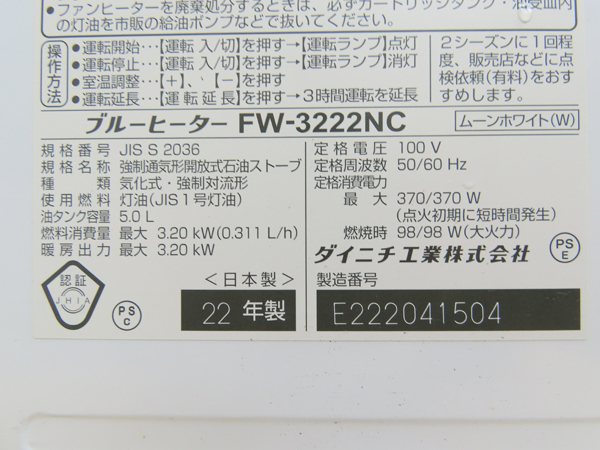 ファンヒーターを廃棄処分するときは、必ずカートリッジタンク・油受皿内
の灯油を市販の給油ポンプなどで抜いてください。
操作方法
●運転開始…【運転 入/切】を押す→【運転ランプ】点灯
●運転停止…【運転 入/切】を押す→【運転ランプ】消灯
●室温調整…【＋】、【－】を押す
●運転延長…【運転延長】を押す→3時間運転を延長
2シーズンに1回程
度、販売店などに点
検依頼(有料)をおす
すめします。
ブルーヒーター FW-3222NC
ムーンホワイト(W)
規格番号 JIS S 2036
規格名称 強制通気形開放式石油ストーブ
種類 気化式・強制対流形
使用燃料 灯油(JIS1号灯油)
油タンク容量 5.0 L
燃料消費量 最大 3.20 kW(0.311 L/h)
暖房出力 最大 3.20 kW
定格電圧 100 V
定格周波数 50/60 Hz
定格消費電力
最大 370/370 W
(点火初期に短時間発生)
燃焼時 98/98 W(大火力)
ダイニチ工業株式会社
PS
E
認証
JHIA
PS
C
＜日本製＞
22 年製
製造番号
E222041504